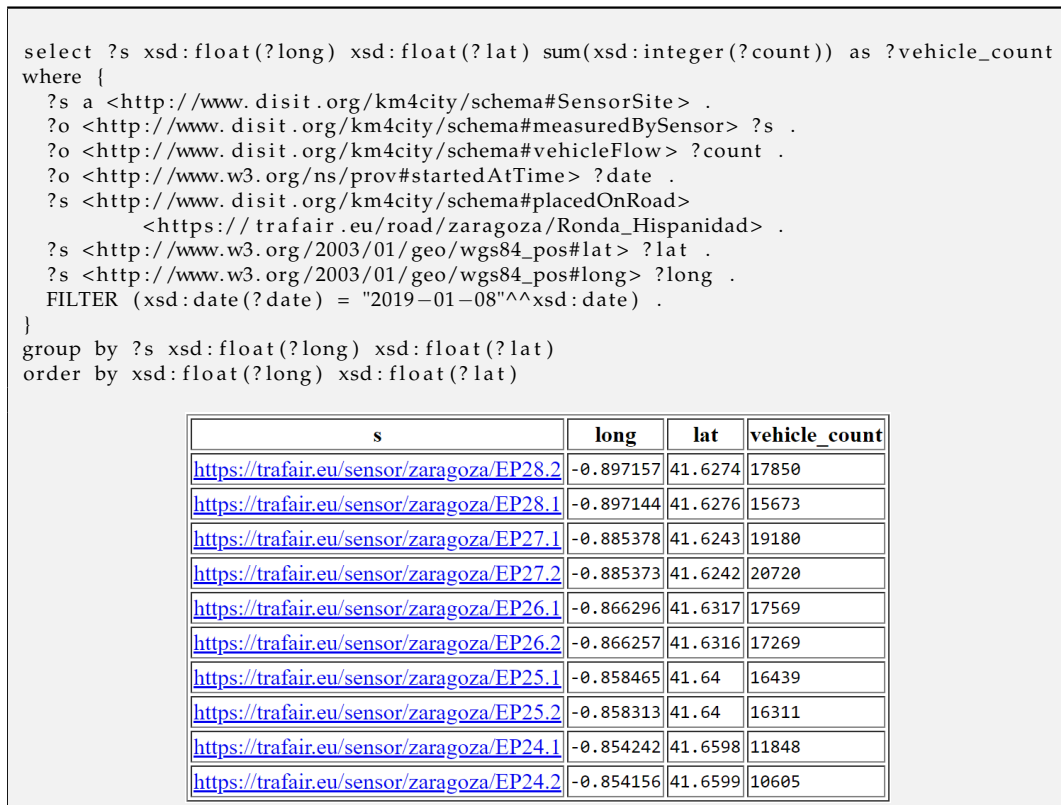 select ?s xsd:float(?long) xsd:float(?lat) sum(xsd:integer(?count)) as ?vehicle_count
where {
?s a <http://www.disit.org/km4city/schema#SensorSite> .
?o <http://www.disit.org/km4city/schema#measuredBySensor> ?s .
?o <http://www.disit.org/km4city/schema#vehicleFlow> ?count .
?o <http://www.w3.org/ns/prov#startedAtTime> ?date .
?s <http://www.disit.org/km4city/schema#placedOnRoad>
<https://trafair.eu/road/zaragoza/Ronda_Hispanidad> .
?s <http://www.w3.org/2003/01/geo/wgs84_pos#lat> ?lat .
?s <http://www.w3.org/2003/01/geo/wgs84_pos#long> ?long .
FILTER (xsd:date(?date) = "2019−01−08"^^xsd:date) .
}
group by ?s xsd:float(?long) xsd:float(?lat)
order by xsd:float(?long) xsd:float(?lat)
s long lat vehicle_count
https://trafair.eu/sensor/zaragoza/EP28.2 -0.897157 41.6274 17850
https://trafair.eu/sensor/zaragoza/EP28.1 -0.897144 41.6276 15673
https://trafair.eu/sensor/zaragoza/EP27.1 -0.885378 41.6243 19180
https://trafair.eu/sensor/zaragoza/EP27.2 -0.885373 41.6242 20720
https://trafair.eu/sensor/zaragoza/EP26.1 -0.866296 41.6317 17569
https://trafair.eu/sensor/zaragoza/EP26.2 -0.866257 41.6316 17269
https://trafair.eu/sensor/zaragoza/EP25.1 -0.858465 41.64 16439
https://trafair.eu/sensor/zaragoza/EP25.2 -0.858313 41.64 16311
https://trafair.eu/sensor/zaragoza/EP24.1 -0.854242 41.6598 11848
https://trafair.eu/sensor/zaragoza/EP24.2 -0.854156 41.6599 10605